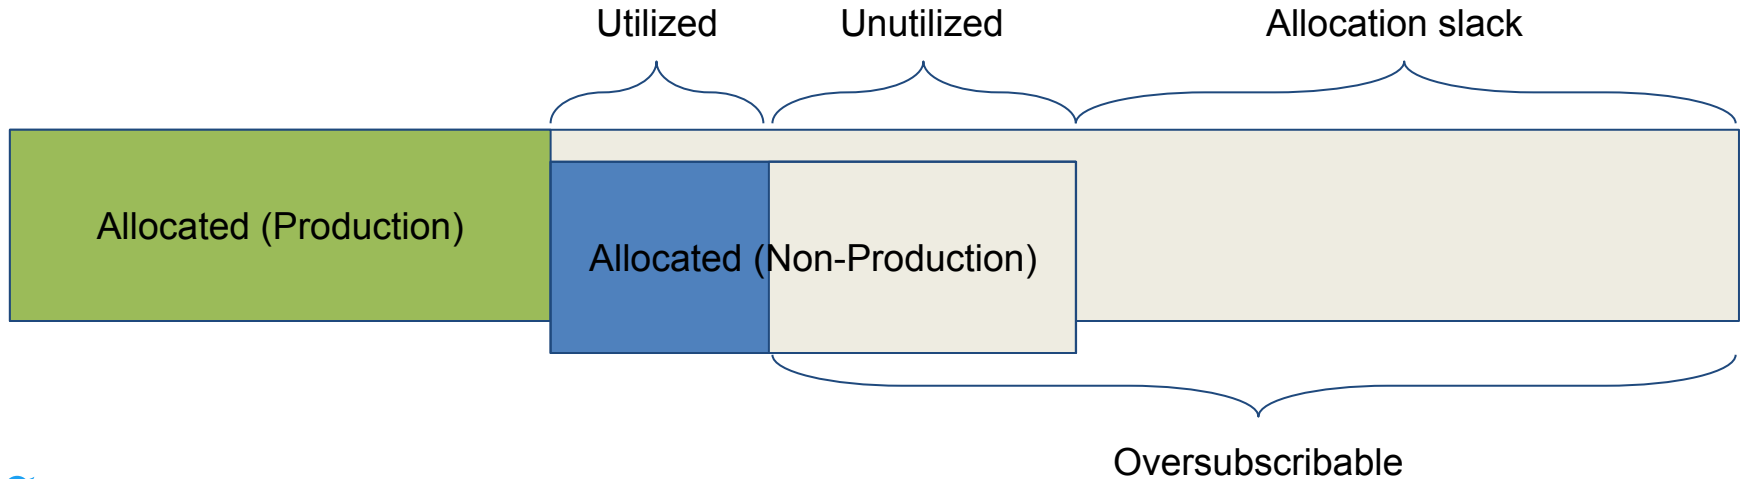 Utilized
Unutilized
Allocation slack
Allocated (Production)
Allocated (Non-Production)
Oversubscribable